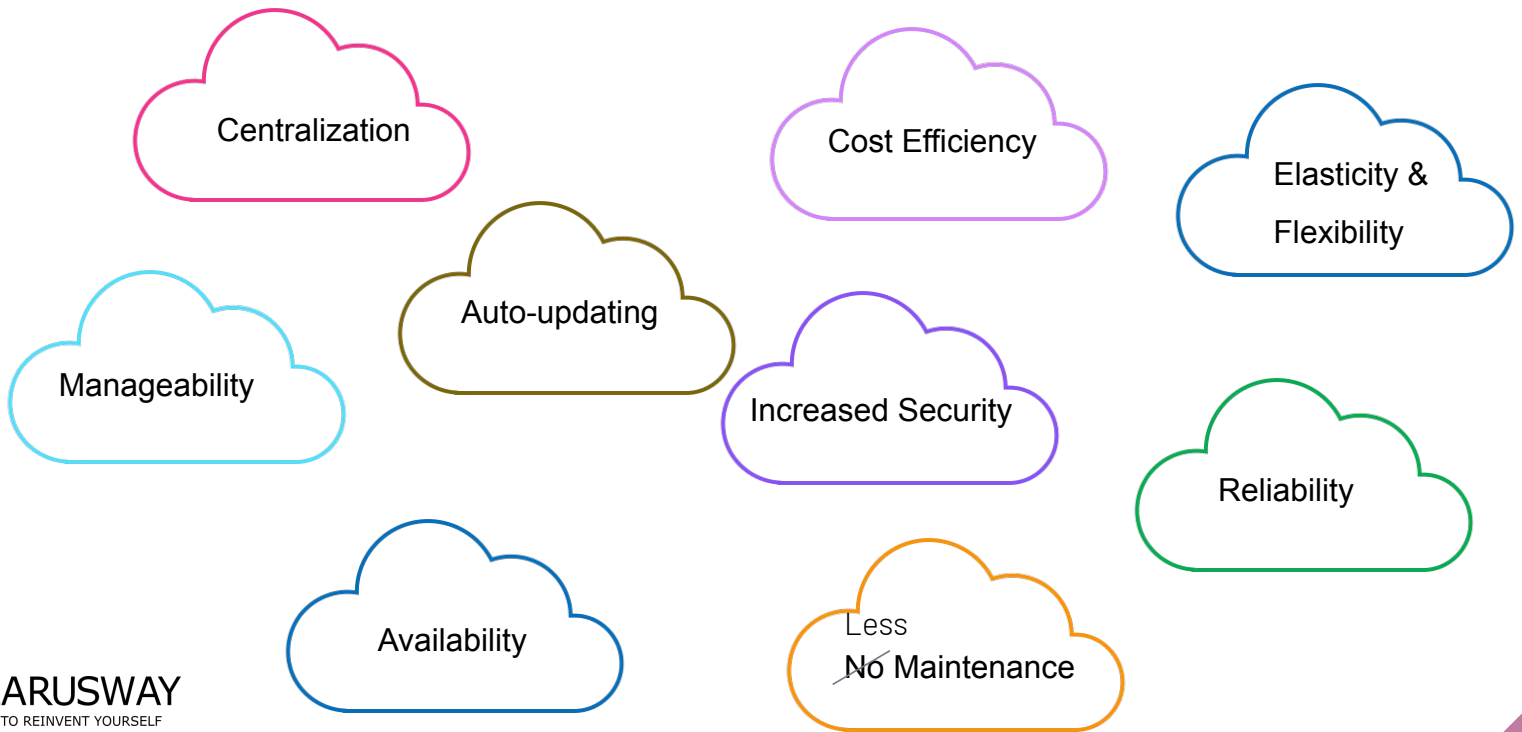 Centralization
Cost Efficiency
Elasticity &
Flexibility
Auto-updating
Manageability
Increased Security
Reliability
Availability
Less
No Maintenance
ARUSWAY
TO REINVENT YOURSELF